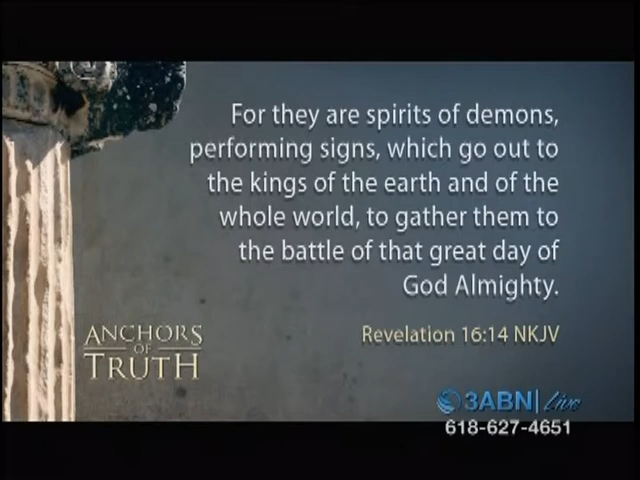 For they are spirits of demons,
performing signs, which go out to
the kings of the earth and of the
whole world, to gather them to
the battle of that great day of
God Almighty.
Revelation 16:14 NKJV
ANCHORS
OF
TRUTH
3ABN Live
618-627-4651